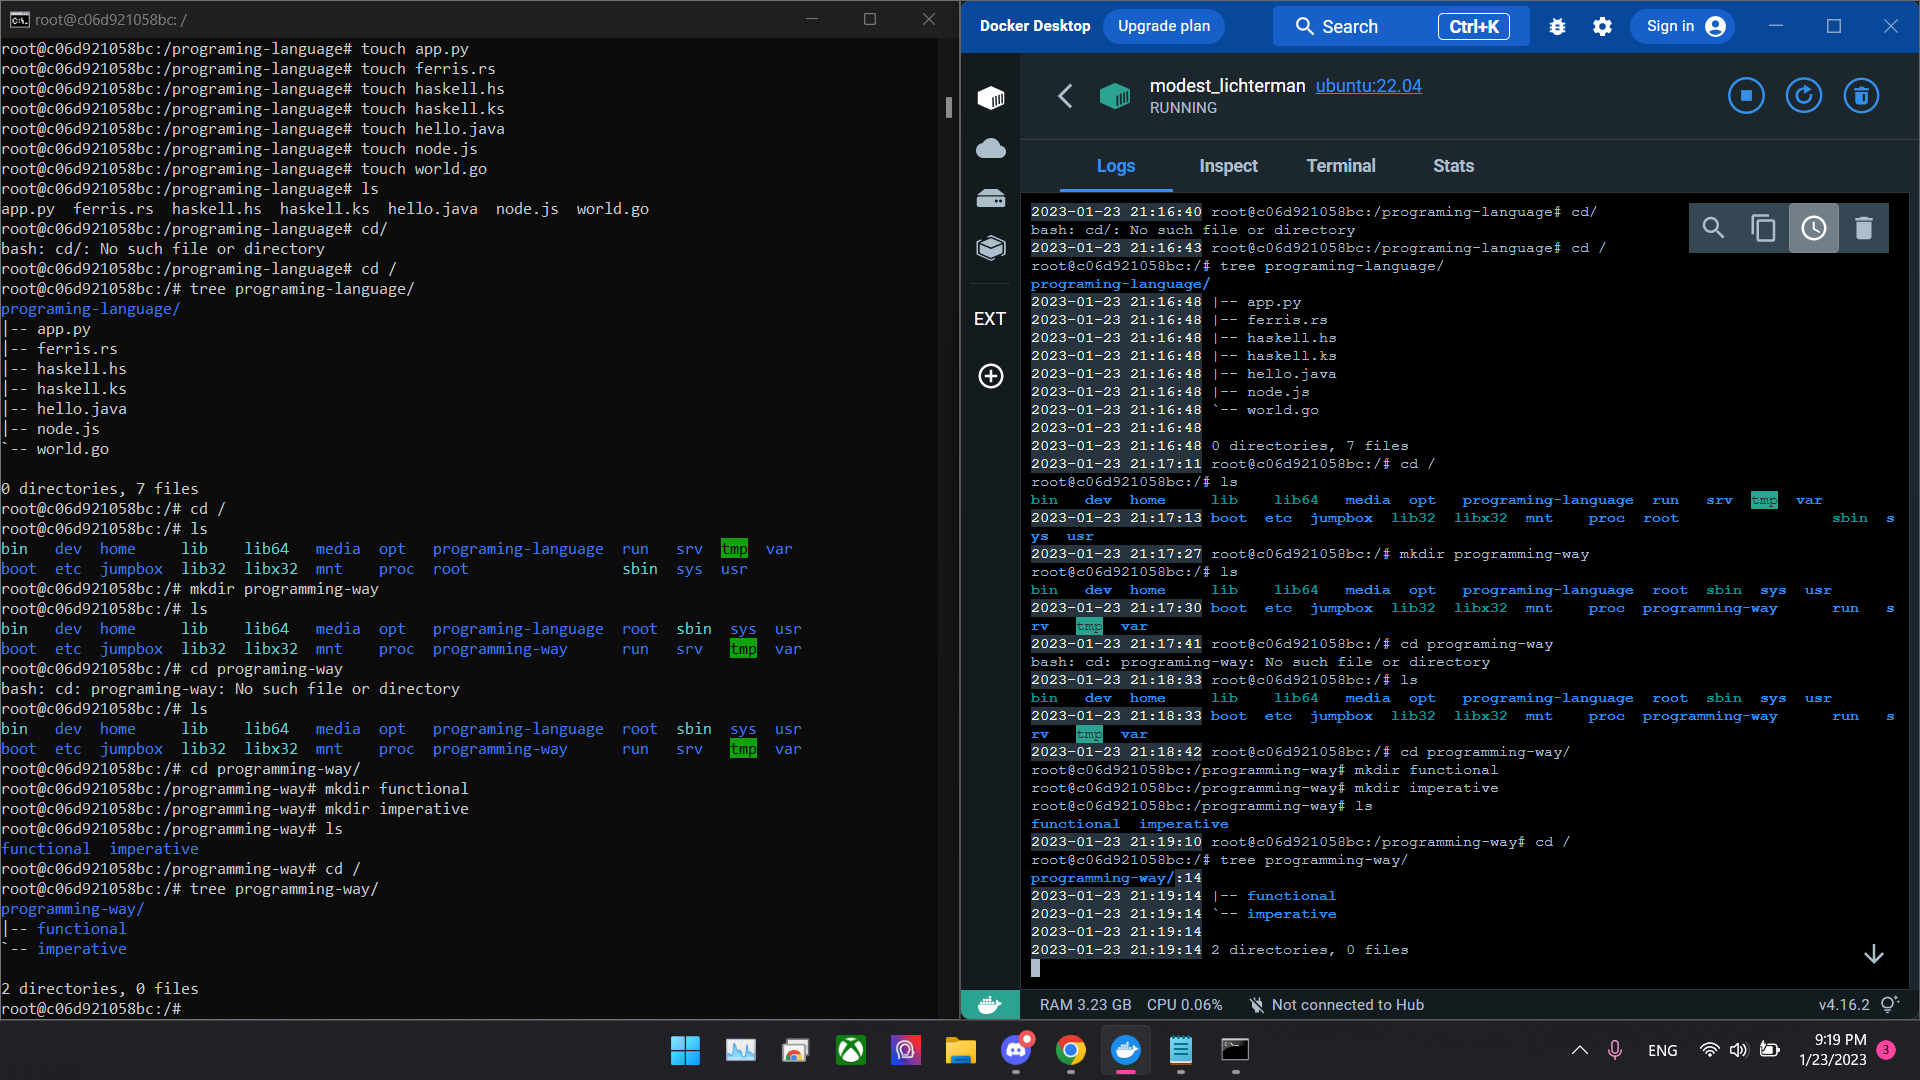 root@c06d921058bc: /
root@c06d921058bc:/programing-language# touch app.py
root@c06d921058bc:/programing-language# touch ferris.rs
root@c06d921058bc:/programing-language# touch haskell.hs
root@c06d921058bc:/programing-language# touch haskell.ks
root@c06d921058bc:/programing-language# touch hello.java
root@c06d921058bc:/programing-language# touch node.js
root@c06d921058bc:/programing-language# touch world.go
root@c06d921058bc:/programing-language# ls
app.py  ferris.rs  haskell.hs  haskell.ks  hello.java  node.js  world.go
root@c06d921058bc:/programing-language# cd/
bash: cd/: No such file or directory
root@c06d921058bc:/programing-language# cd /
root@c06d921058bc:/# tree programing-language/
programing-language/
|-- app.py
|-- ferris.rs
|-- haskell.hs
|-- haskell.ks
|-- hello.java
|-- node.js
`-- world.go
0 directories, 7 files
root@c06d921058bc:/# cd /
root@c06d921058bc:/# ls
bin   dev  home     lib    lib64   media  opt   programing-language  run   srv  tmp  var
boot  etc  jumpbox  lib32  libx32  mnt    proc  root                 sbin  sys  usr
root@c06d921058bc:/# mkdir programming-way
root@c06d921058bc:/# ls
bin   dev  home     lib    lib64   media  opt   programing-language  root  sbin  sys  usr
boot  etc  jumpbox  lib32  libx32  mnt    proc  programming-way      run   srv   tmp  var
root@c06d921058bc:/# cd programing-way
bash: cd: programing-way: No such file or directory
root@c06d921058bc:/# ls
bin   dev  home     lib    lib64   media  opt   programing-language  root  sbin  sys  usr
boot  etc  jumpbox  lib32  libx32  mnt    proc  programming-way      run   srv   tmp  var
root@c06d921058bc:/# cd programming-way/
root@c06d921058bc:/programming-way# mkdir functional
root@c06d921058bc:/programming-way# mkdir imperative
root@c06d921058bc:/programming-way# ls
functional  imperative
root@c06d921058bc:/programming-way# cd /
root@c06d921058bc:/# tree programming-way/
programming-way/
|-- functional
`-- imperative
2 directories, 0 files
root@c06d921058bc:/#
Docker Desktop  Upgrade plan  Search  Ctrl+K  Sign in
modest_lichterman  ubuntu:22.04
RUNNING
Logs  Inspect  Terminal  Stats
EXT
2023-01-23 21:16:40 root@c06d921058bc:/programing-language# cd/
bash: cd/: No such file or directory
2023-01-23 21:16:43 root@c06d921058bc:/programing-language# cd /
root@c06d921058bc:/# tree programing-language/
programing-language/
2023-01-23 21:16:48 |-- app.py
2023-01-23 21:16:48 |-- ferris.rs
2023-01-23 21:16:48 |-- haskell.hs
2023-01-23 21:16:48 |-- haskell.ks
2023-01-23 21:16:48 |-- hello.java
2023-01-23 21:16:48 |-- node.js
2023-01-23 21:16:48 `-- world.go
2023-01-23 21:16:48
2023-01-23 21:16:48 0 directories, 7 files
2023-01-23 21:17:11 root@c06d921058bc:/# cd /
root@c06d921058bc:/# ls
bin   dev  home     lib    lib64   media  opt   programing-language  run   srv  tmp  var
2023-01-23 21:17:13 boot  etc  jumpbox  lib32  libx32  mnt    proc  root                 sbin  s
ys  usr
2023-01-23 21:17:27 root@c06d921058bc:/# mkdir programming-way
root@c06d921058bc:/# ls
bin   dev  home     lib    lib64   media  opt   programing-language  root  sbin  sys  usr
2023-01-23 21:17:30 boot  etc  jumpbox  lib32  libx32  mnt    proc  programming-way      run   s
rv   tmp  var
2023-01-23 21:17:41 root@c06d921058bc:/# cd programing-way
bash: cd: programing-way: No such file or directory
2023-01-23 21:18:33 root@c06d921058bc:/# ls
bin   dev  home     lib    lib64   media  opt   programing-language  root  sbin  sys  usr
2023-01-23 21:18:33 boot  etc  jumpbox  lib32  libx32  mnt    proc  programming-way      run   s
rv   tmp  var
2023-01-23 21:18:42 root@c06d921058bc:/# cd programming-way/
root@c06d921058bc:/programming-way# mkdir functional
root@c06d921058bc:/programming-way# mkdir imperative
root@c06d921058bc:/programming-way# ls
functional  imperative
2023-01-23 21:19:10 root@c06d921058bc:/programming-way# cd /
root@c06d921058bc:/# tree programming-way/
programming-way/:14
2023-01-23 21:19:14 |-- functional
2023-01-23 21:19:14 `-- imperative
2023-01-23 21:19:14
2023-01-23 21:19:14 2 directories, 0 files
RAM 3.23 GB  CPU 0.06%  Not connected to Hub  v4.16.2
ENG  9:19 PM
1/23/2023  3